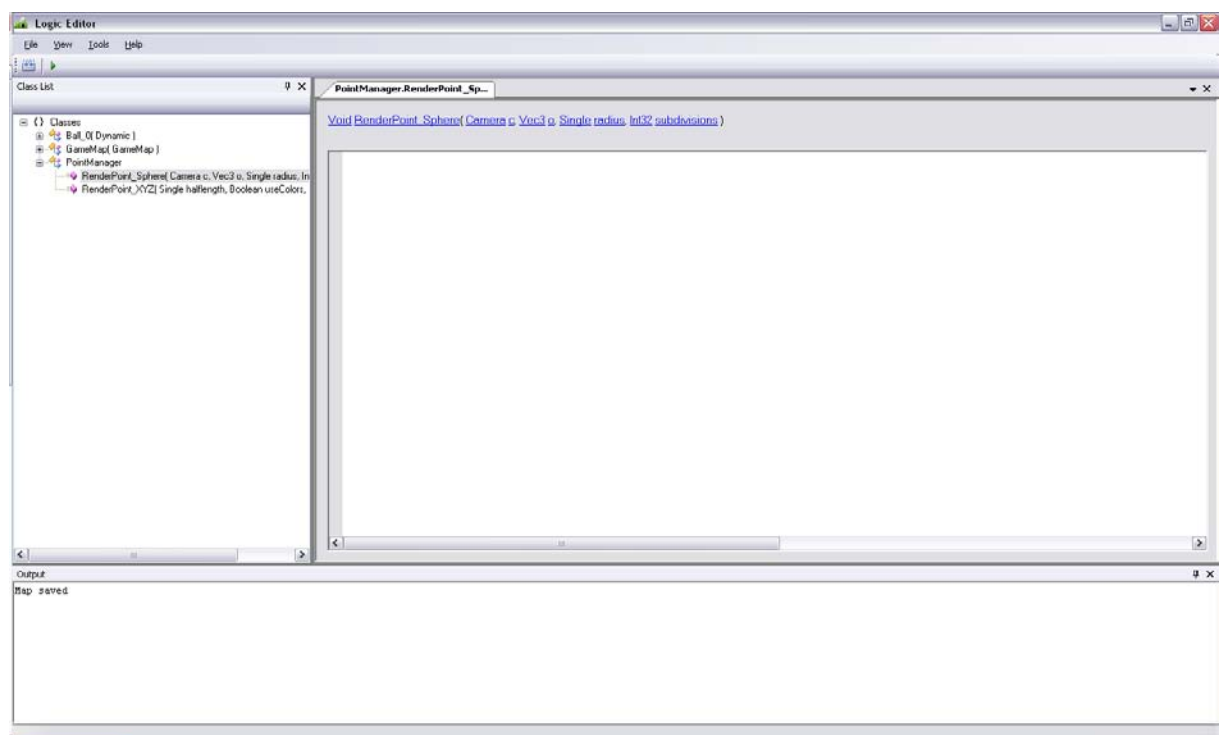 Logic Editor
File View Tools Help
Class List
PointManager.RenderPoint_Sp...
Void RenderPoint_Sphere( Camera c, Vec3 o, Single radius, Int32 subdivisions )
{} Classes
Ball_0( Dynamic )
GameMap( GameMap )
PointManager
RenderPoint_Sphere( Camera c, Vec3 o, Single radius, In
RenderPoint_XYZ( Single halflength, Boolean useColors,
Output
Map saved